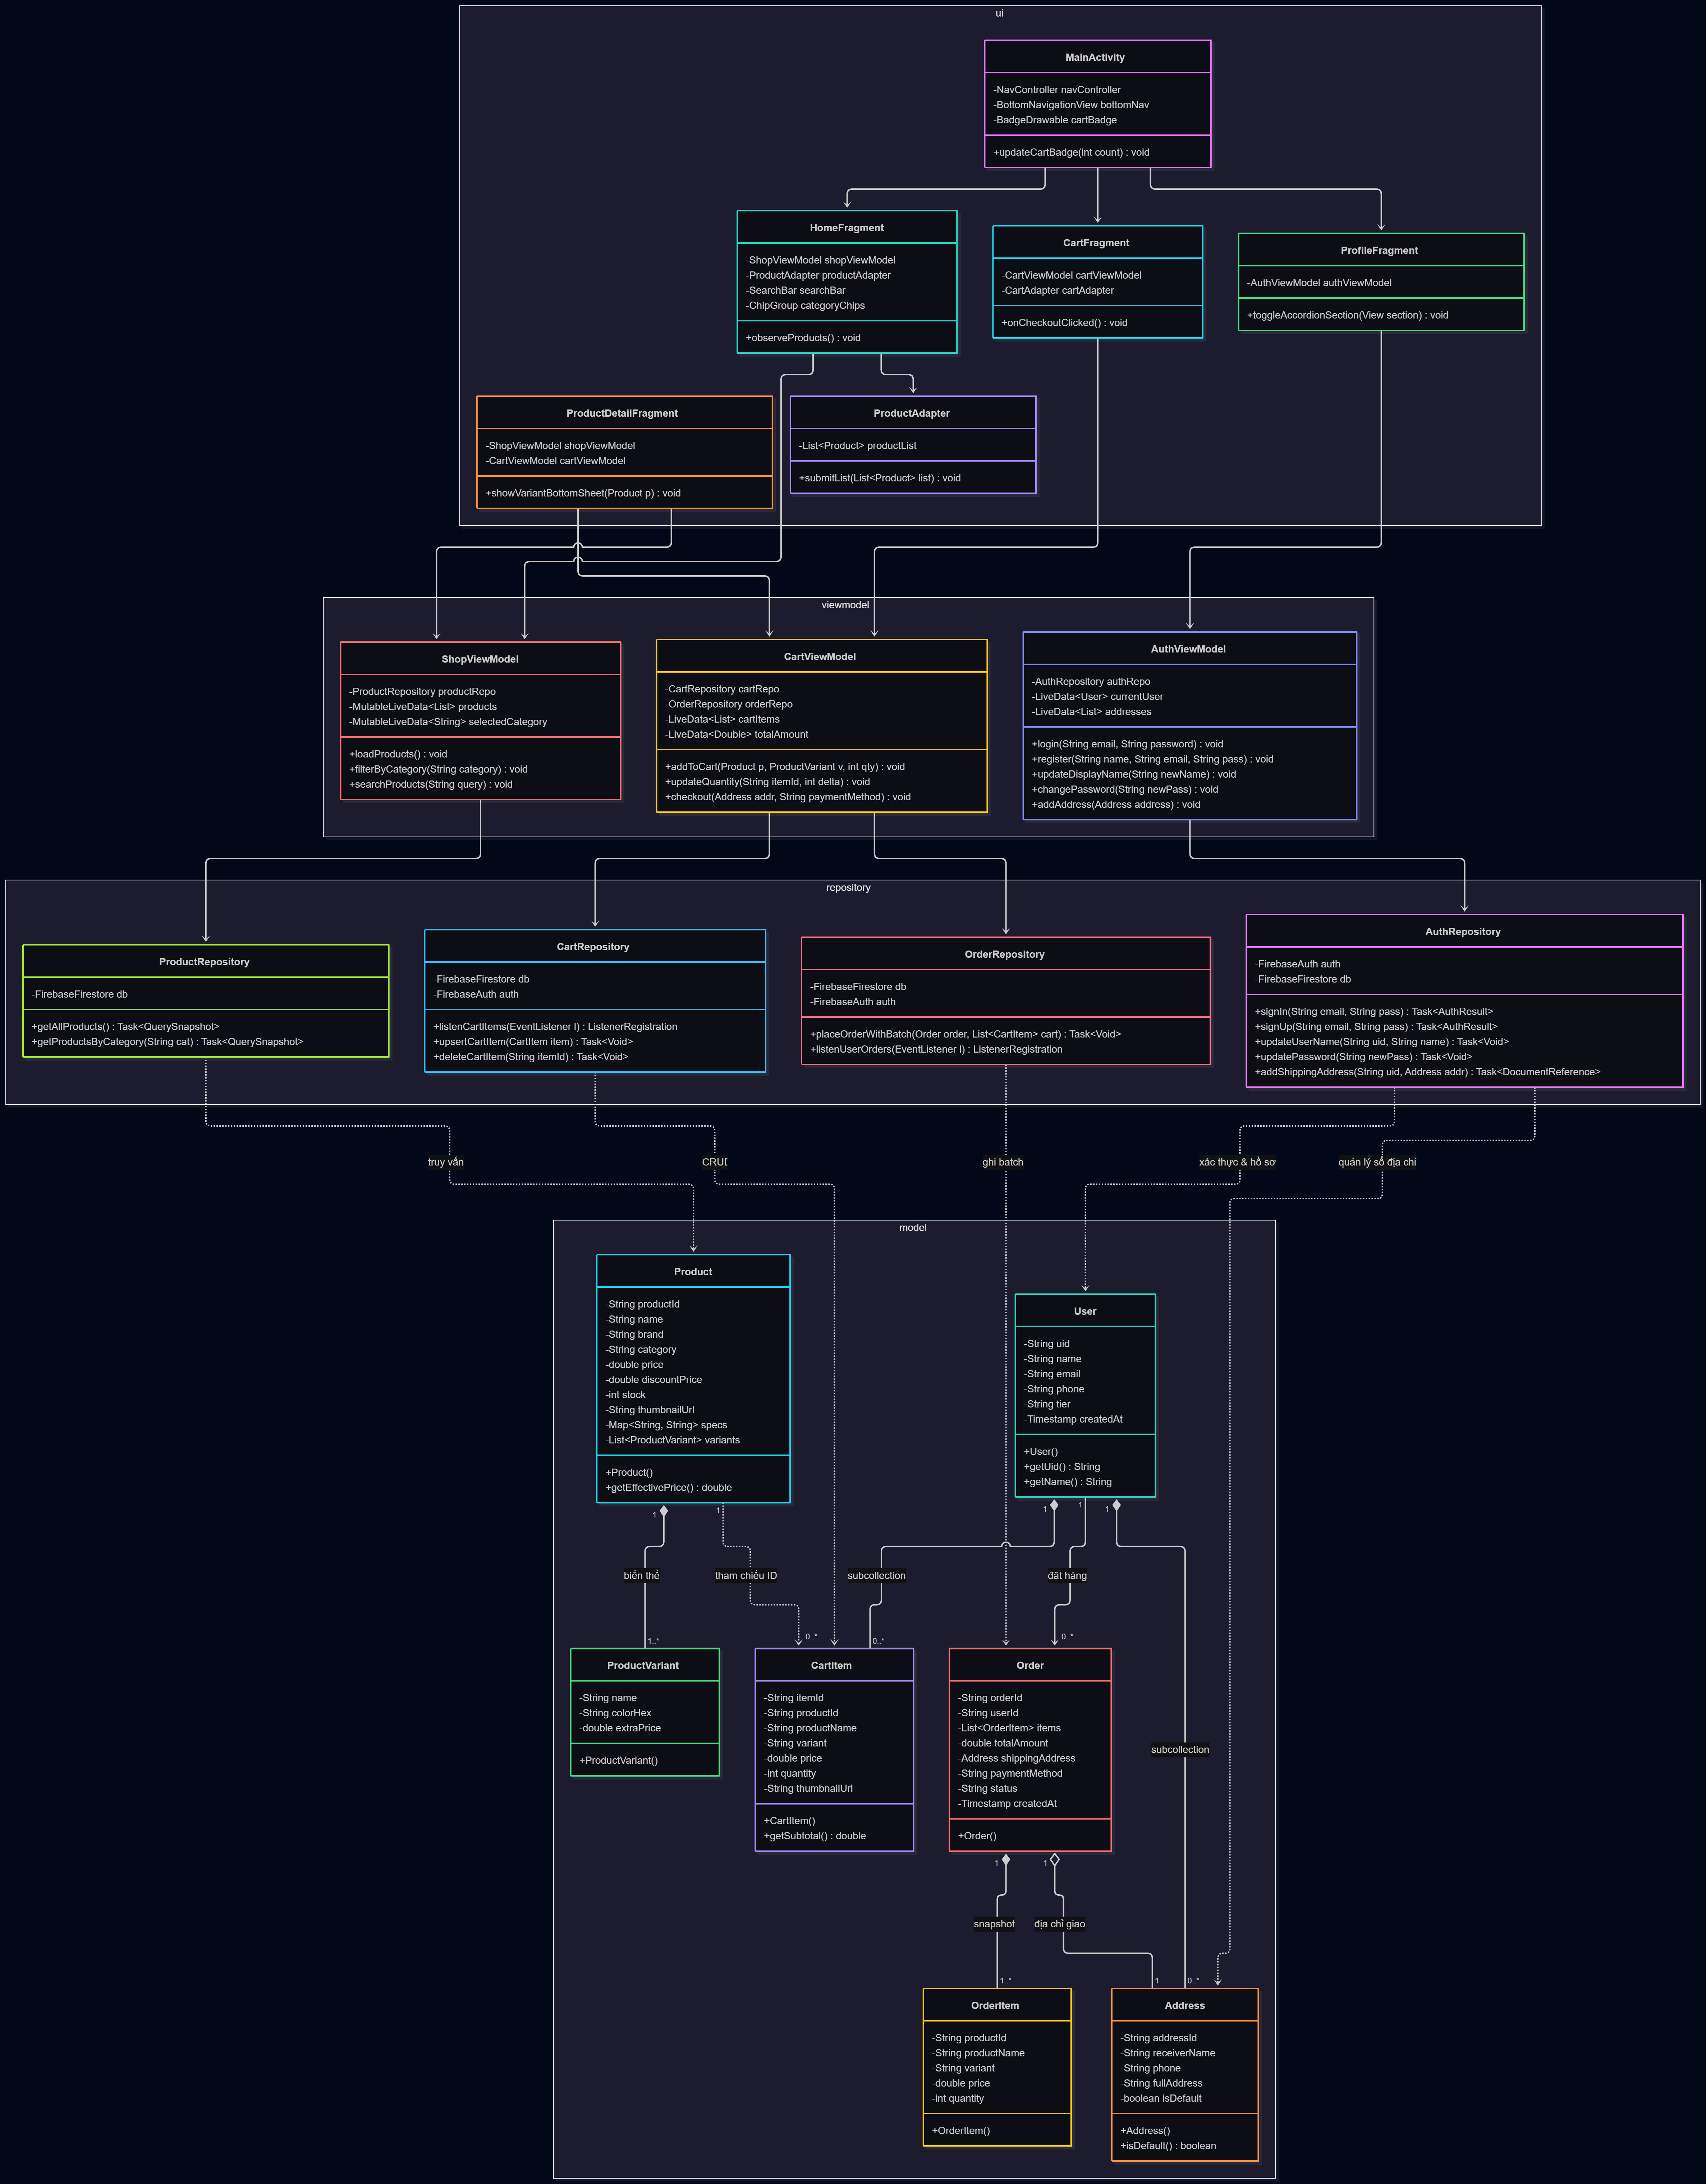 ui
MainActivity
-NavController navController
-BottomNavigationView bottomNav
-BadgeDrawable cartBadge
+updateCartBadge(int count) : void
HomeFragment
-ShopViewModel shopViewModel
-ProductAdapter productAdapter
-SearchBar searchBar
-ChipGroup categoryChips
+observeProducts() : void
CartFragment
-CartViewModel cartViewModel
-CartAdapter cartAdapter
+onCheckoutClicked() : void
ProfileFragment
-AuthViewModel authViewModel
+toggleAccordionSection(View section) : void
ProductDetailFragment
-ShopViewModel shopViewModel
-CartViewModel cartViewModel
+showVariantBottomSheet(Product p) : void
ProductAdapter
-List<Product> productList
+submitList(List<Product> list) : void
viewmodel
ShopViewModel
-ProductRepository productRepo
-MutableLiveData<List> products
-MutableLiveData<String> selectedCategory
+loadProducts() : void
+filterByCategory(String category) : void
+searchProducts(String query) : void
CartViewModel
-CartRepository cartRepo
-OrderRepository orderRepo
-LiveData<List> cartItems
-LiveData<Double> totalAmount
+addToCart(Product p, ProductVariant v, int qty) : void
+updateQuantity(String itemId, int delta) : void
+checkout(Address addr, String paymentMethod) : void
AuthViewModel
-AuthRepository authRepo
-LiveData<User> currentUser
-LiveData<List> addresses
+login(String email, String password) : void
+register(String name, String email, String pass) : void
+updateDisplayName(String newName) : void
+changePassword(String newPass) : void
+addAddress(Address address) : void
repository
ProductRepository
-FirebaseFirestore db
+getAllProducts() : Task<QuerySnapshot>
+getProductsByCategory(String cat) : Task<QuerySnapshot>
CartRepository
-FirebaseFirestore db
-FirebaseAuth auth
+listenCartItems(EventListener l) : ListenerRegistration
+upsertCartItem(CartItem item) : Task<Void>
+deleteCartItem(String itemId) : Task<Void>
OrderRepository
-FirebaseFirestore db
-FirebaseAuth auth
+placeOrderWithBatch(Order order, List<CartItem> cart) : Task<Void>
+listenUserOrders(EventListener l) : ListenerRegistration
AuthRepository
-FirebaseAuth auth
-FirebaseFirestore db
+signIn(String email, String pass) : Task<AuthResult>
+signUp(String email, String pass) : Task<AuthResult>
+updateUserName(String uid, String name) : Task<Void>
+updatePassword(String newPass) : Task<Void>
+addShippingAddress(String uid, Address addr) : Task<DocumentReference>
truy vấn
CRUD
ghi batch
xác thực & hồ sơ
quản lý sổ địa chỉ
model
Product
-String productId
-String name
-String brand
-String category
-double price
-double discountPrice
-int stock
-String thumbnailUrl
-Map<String, String> specs
-List<ProductVariant> variants
+Product()
+getEffectivePrice() : double
User
-String uid
-String name
-String email
-String phone
-String tier
-Timestamp createdAt
+User()
+getUid() : String
+getName() : String
1
1
1
1
1
biến thể
tham chiếu ID
subcollection
đặt hàng
1..*
0..*
0..*
0..*
ProductVariant
-String name
-String colorHex
-double extraPrice
+ProductVariant()
CartItem
-String itemId
-String productId
-String productName
-String variant
-double price
-int quantity
-String thumbnailUrl
+CartItem()
+getSubtotal() : double
Order
-String orderId
-String userId
-List<OrderItem> items
-double totalAmount
-Address shippingAddress
-String paymentMethod
-String status
-Timestamp createdAt
+Order()
subcollection
1
1
snapshot
địa chỉ giao
1..*
1
0..*
OrderItem
-String productId
-String productName
-String variant
-double price
-int quantity
+OrderItem()
Address
-String addressId
-String receiverName
-String phone
-String fullAddress
-boolean isDefault
+Address()
+isDefault() : boolean